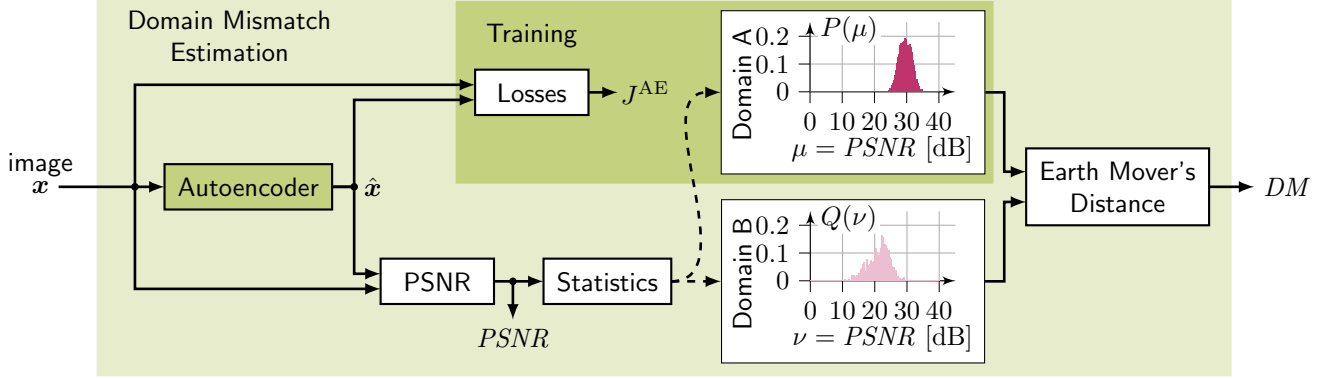 Domain Mismatch
Estimation
Training
Losses
J^AE
image
x
Autoencoder
x̂
PSNR
PSNR
Statistics
Domain A
P(μ)
0.2
0.1
0
0 10 20 30 40
μ = PSNR [dB]
Domain B
Q(ν)
0.2
0.1
0
0 10 20 30 40
ν = PSNR [dB]
Earth Mover's
Distance
DM